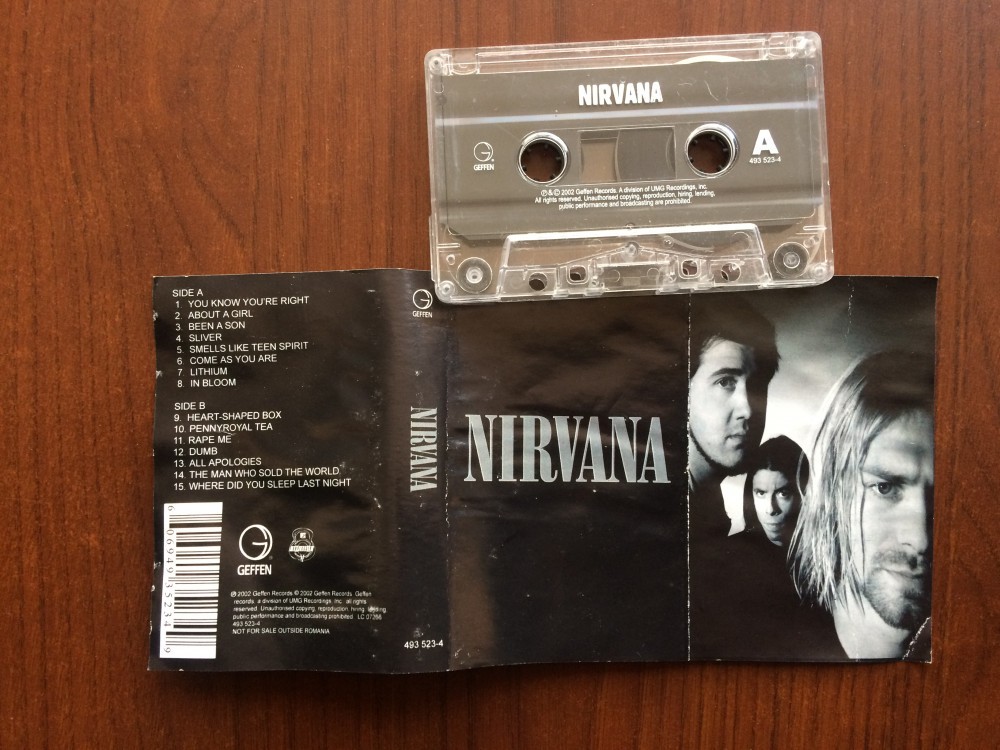 NIRVANA
GEFFEN
A
493 523-4
℗ & © 2002 Geffen Records. A division of UMG Recordings, Inc.
All rights reserved. Unauthorised copying, reproduction, hiring, lending,
public performance and broadcasting are prohibited.
SIDE A
1. YOU KNOW YOU'RE RIGHT
2. ABOUT A GIRL
3. BEEN A SON
4. SLIVER
5. SMELLS LIKE TEEN SPIRIT
6. COME AS YOU ARE
7. LITHIUM
8. IN BLOOM
SIDE B
9. HEART-SHAPED BOX
10. PENNYROYAL TEA
11. RAPE ME
12. DUMB
13. ALL APOLOGIES
14. THE MAN WHO SOLD THE WORLD
15. WHERE DID YOU SLEEP LAST NIGHT
6 06949 35234 9
GEFFEN
℗ 2002 Geffen Records © 2002 Geffen Records. Geffen
records a division of UMG Recordings, Inc. all rights
reserved. Unauthorised copying, reproduction, hiring, lending,
public performance and broadcasting prohibited. LC 07266
493 523-4
NOT FOR SALE OUTSIDE ROMANIA
GEFFEN
NIRVANA
493 523-4
NIRVANA